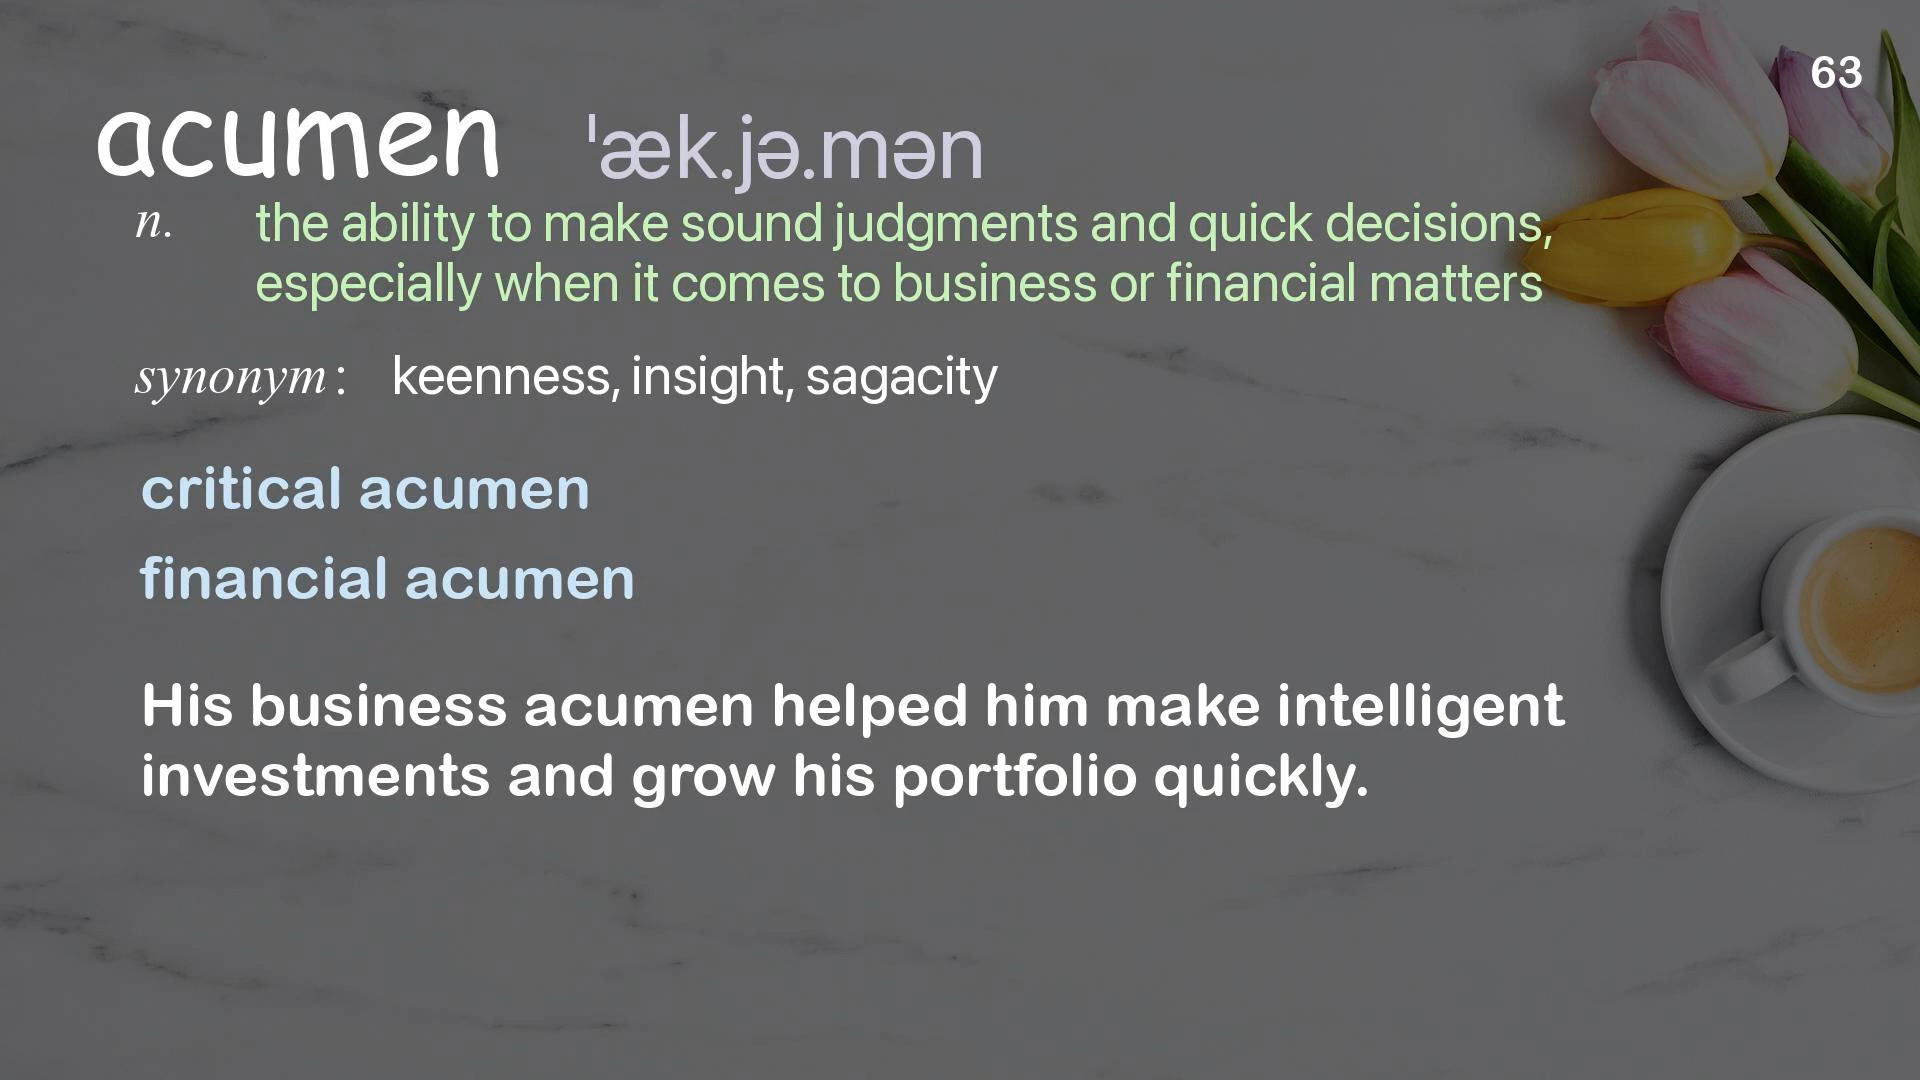 63
acumen ˈæk.jə.mən
n. the ability to make sound judgments and quick decisions,
especially when it comes to business or financial matters
synonym: keenness, insight, sagacity
critical acumen
financial acumen
His business acumen helped him make intelligent
investments and grow his portfolio quickly.